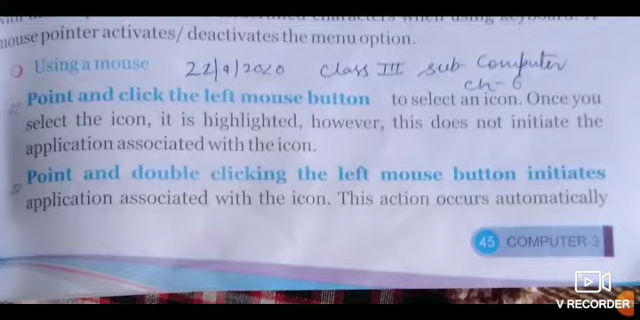 mouse pointer activates/ deactivates the menu option.
Using a mouse 22/9/2020 Class III sub Computer
ch-6
Point and click the left mouse button to select an icon. Once you
select the icon, it is highlighted, however, this does not initiate the
application associated with the icon.
Point and double clicking the left mouse button initiates
application associated with the icon. This action occurs automatically
45 COMPUTER-3
V RECORDER